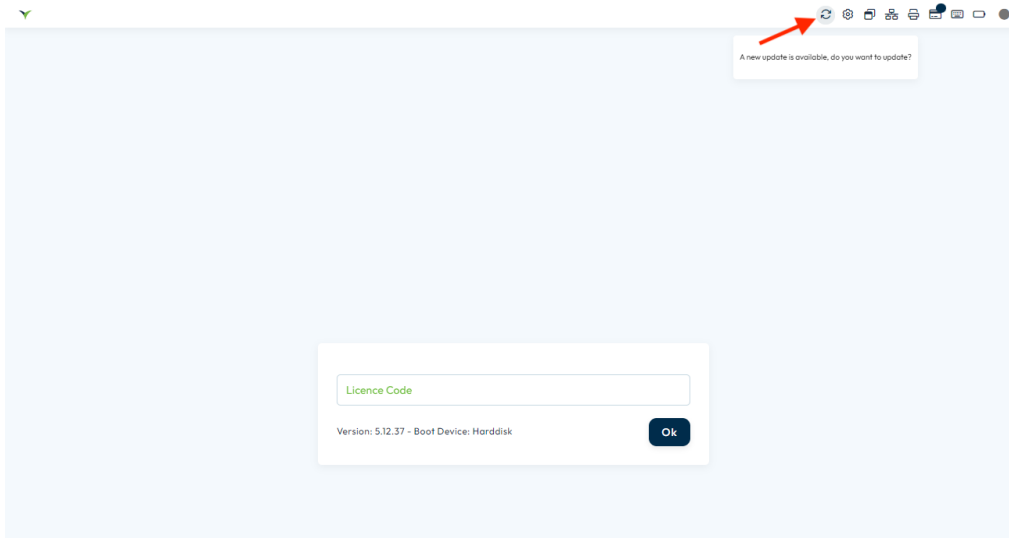 A new update is available, do you want to update?
Licence Code
Version: 5.12.37 - Boot Device: Harddisk
Ok